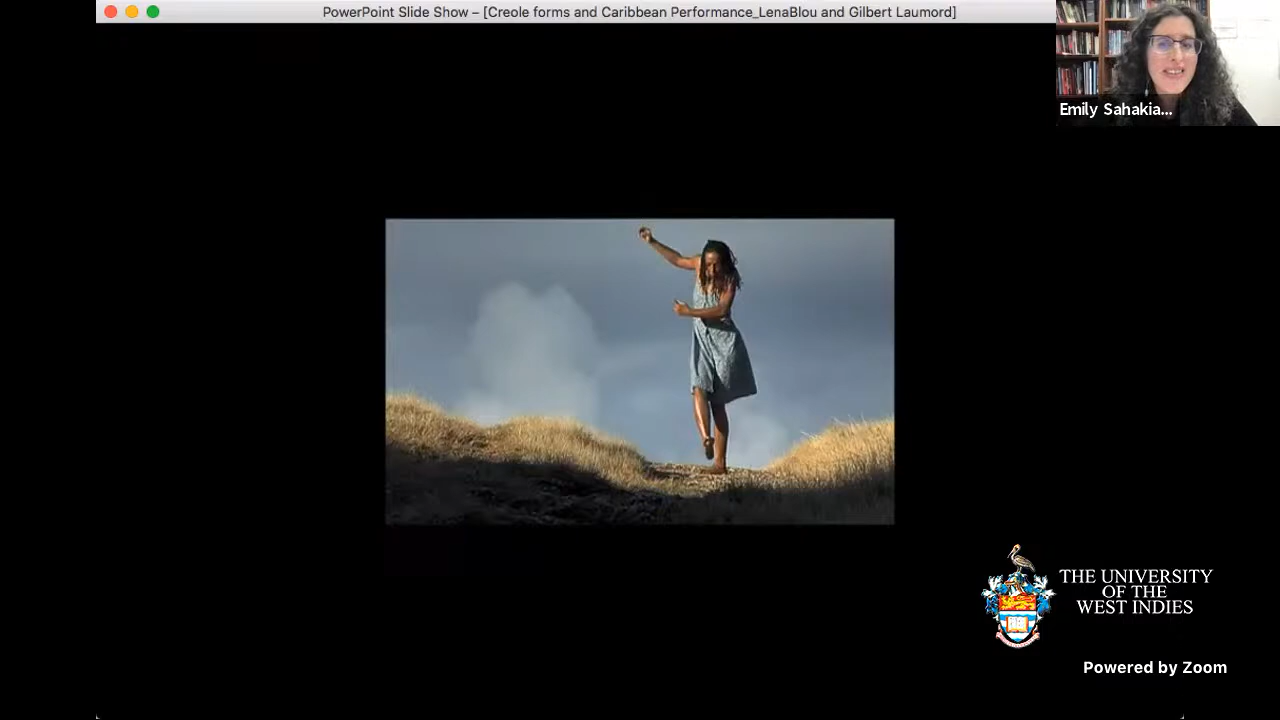 PowerPoint Slide Show – [Creole forms and Caribbean Performance_LenaBlou and Gilbert Laumord]
Emily Sahakia...
THE UNIVERSITY
OF THE
WEST INDIES
Powered by Zoom